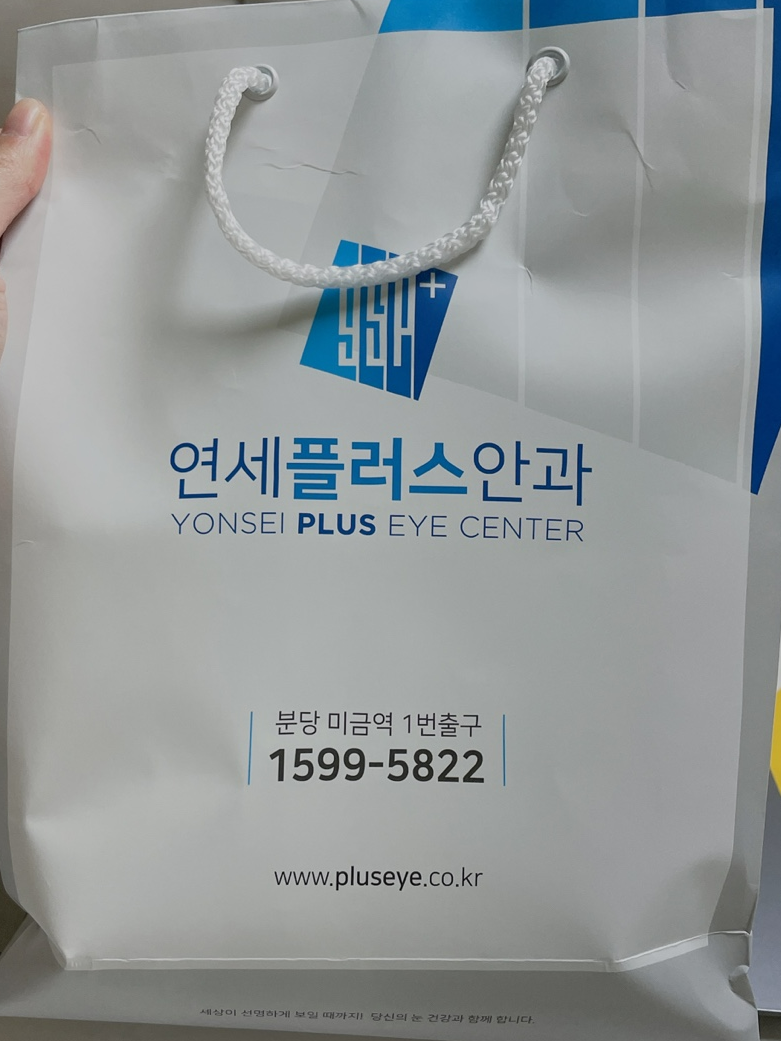 yse+
연세플러스안과
YONSEI PLUS EYE CENTER
분당 미금역 1번출구
1599-5822
www.pluseye.co.kr
세상이 선명하게 보일 때까지! 당신의 눈 건강과 함께 합니다.